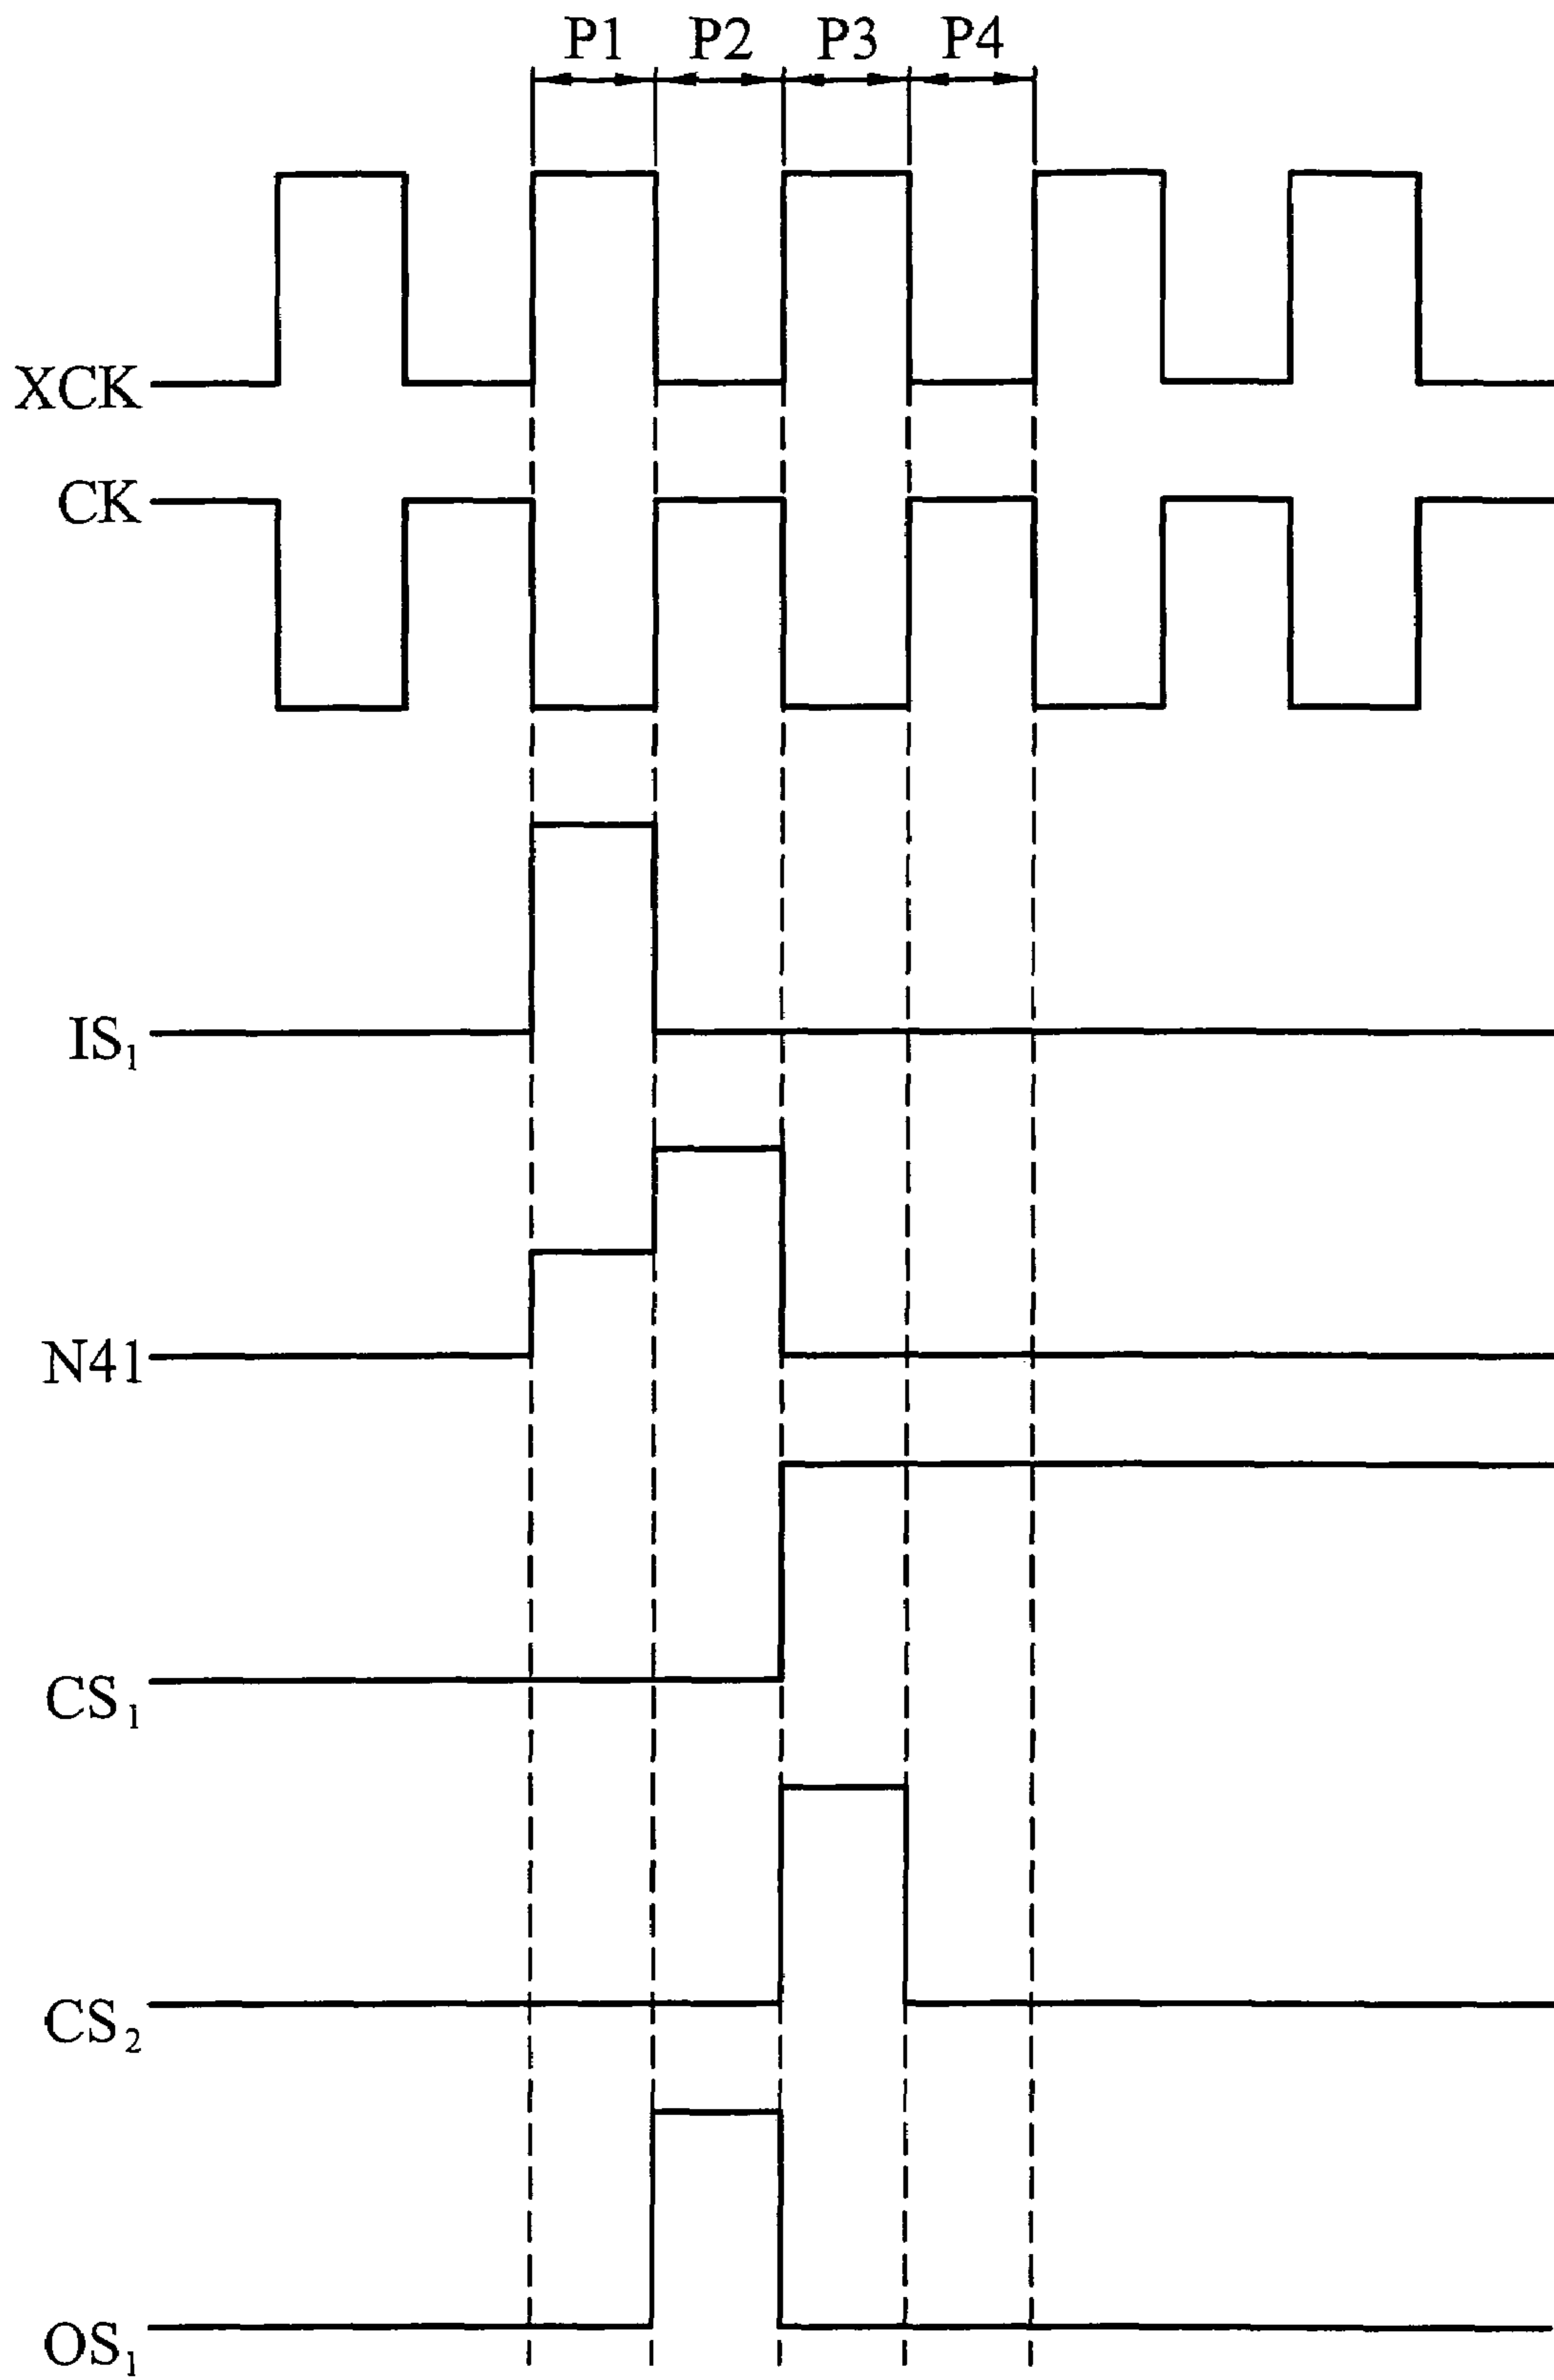 P1 P2 P3 P4
XCK
CK
IS₁
N41
CS₁
CS₂
OS₁